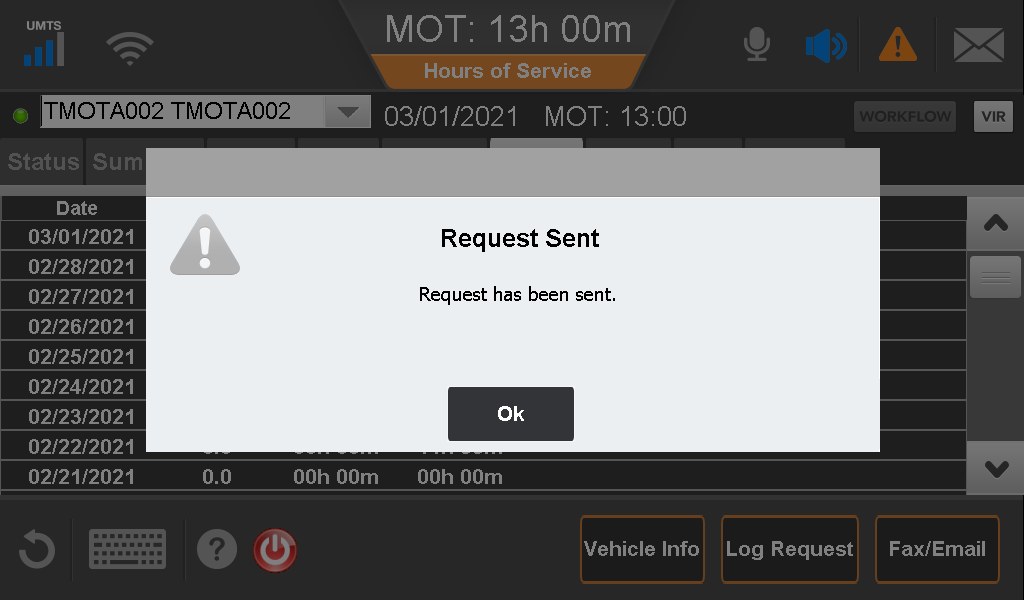 UMTS
MOT: 13h 00m
Hours of Service
TMOTA002 TMOTA002
03/01/2021 MOT: 13:00
WORKFLOW
VIR
Status Sum
Date
03/01/2021
02/28/2021
02/27/2021
02/26/2021
02/25/2021
02/24/2021
02/23/2021
02/22/2021
02/21/2021 0.0 00h 00m 00h 00m
Request Sent
Request has been sent.
Ok
?
Vehicle Info
Log Request
Fax/Email